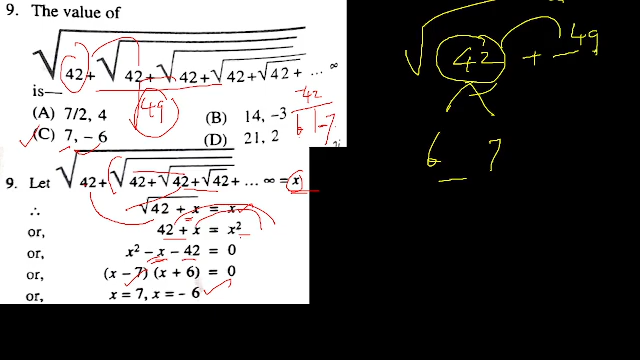 9. The value of
√42 + √42 + √42 + √42 + √42 + ... ∞
49
is—
(A) 7/2, 4 (B) 14, –3
(C) 7, – 6 (D) 21, 2
-42
6 -7
9. Let √42 + √42 + √42 + √42 + ... ∞ = x
∴ √42 + x = x
or, 42 + x = x²
or, x² – x – 42 = 0
or, (x – 7) (x + 6) = 0
or, x = 7, x = – 6
√42 + 49
6 7